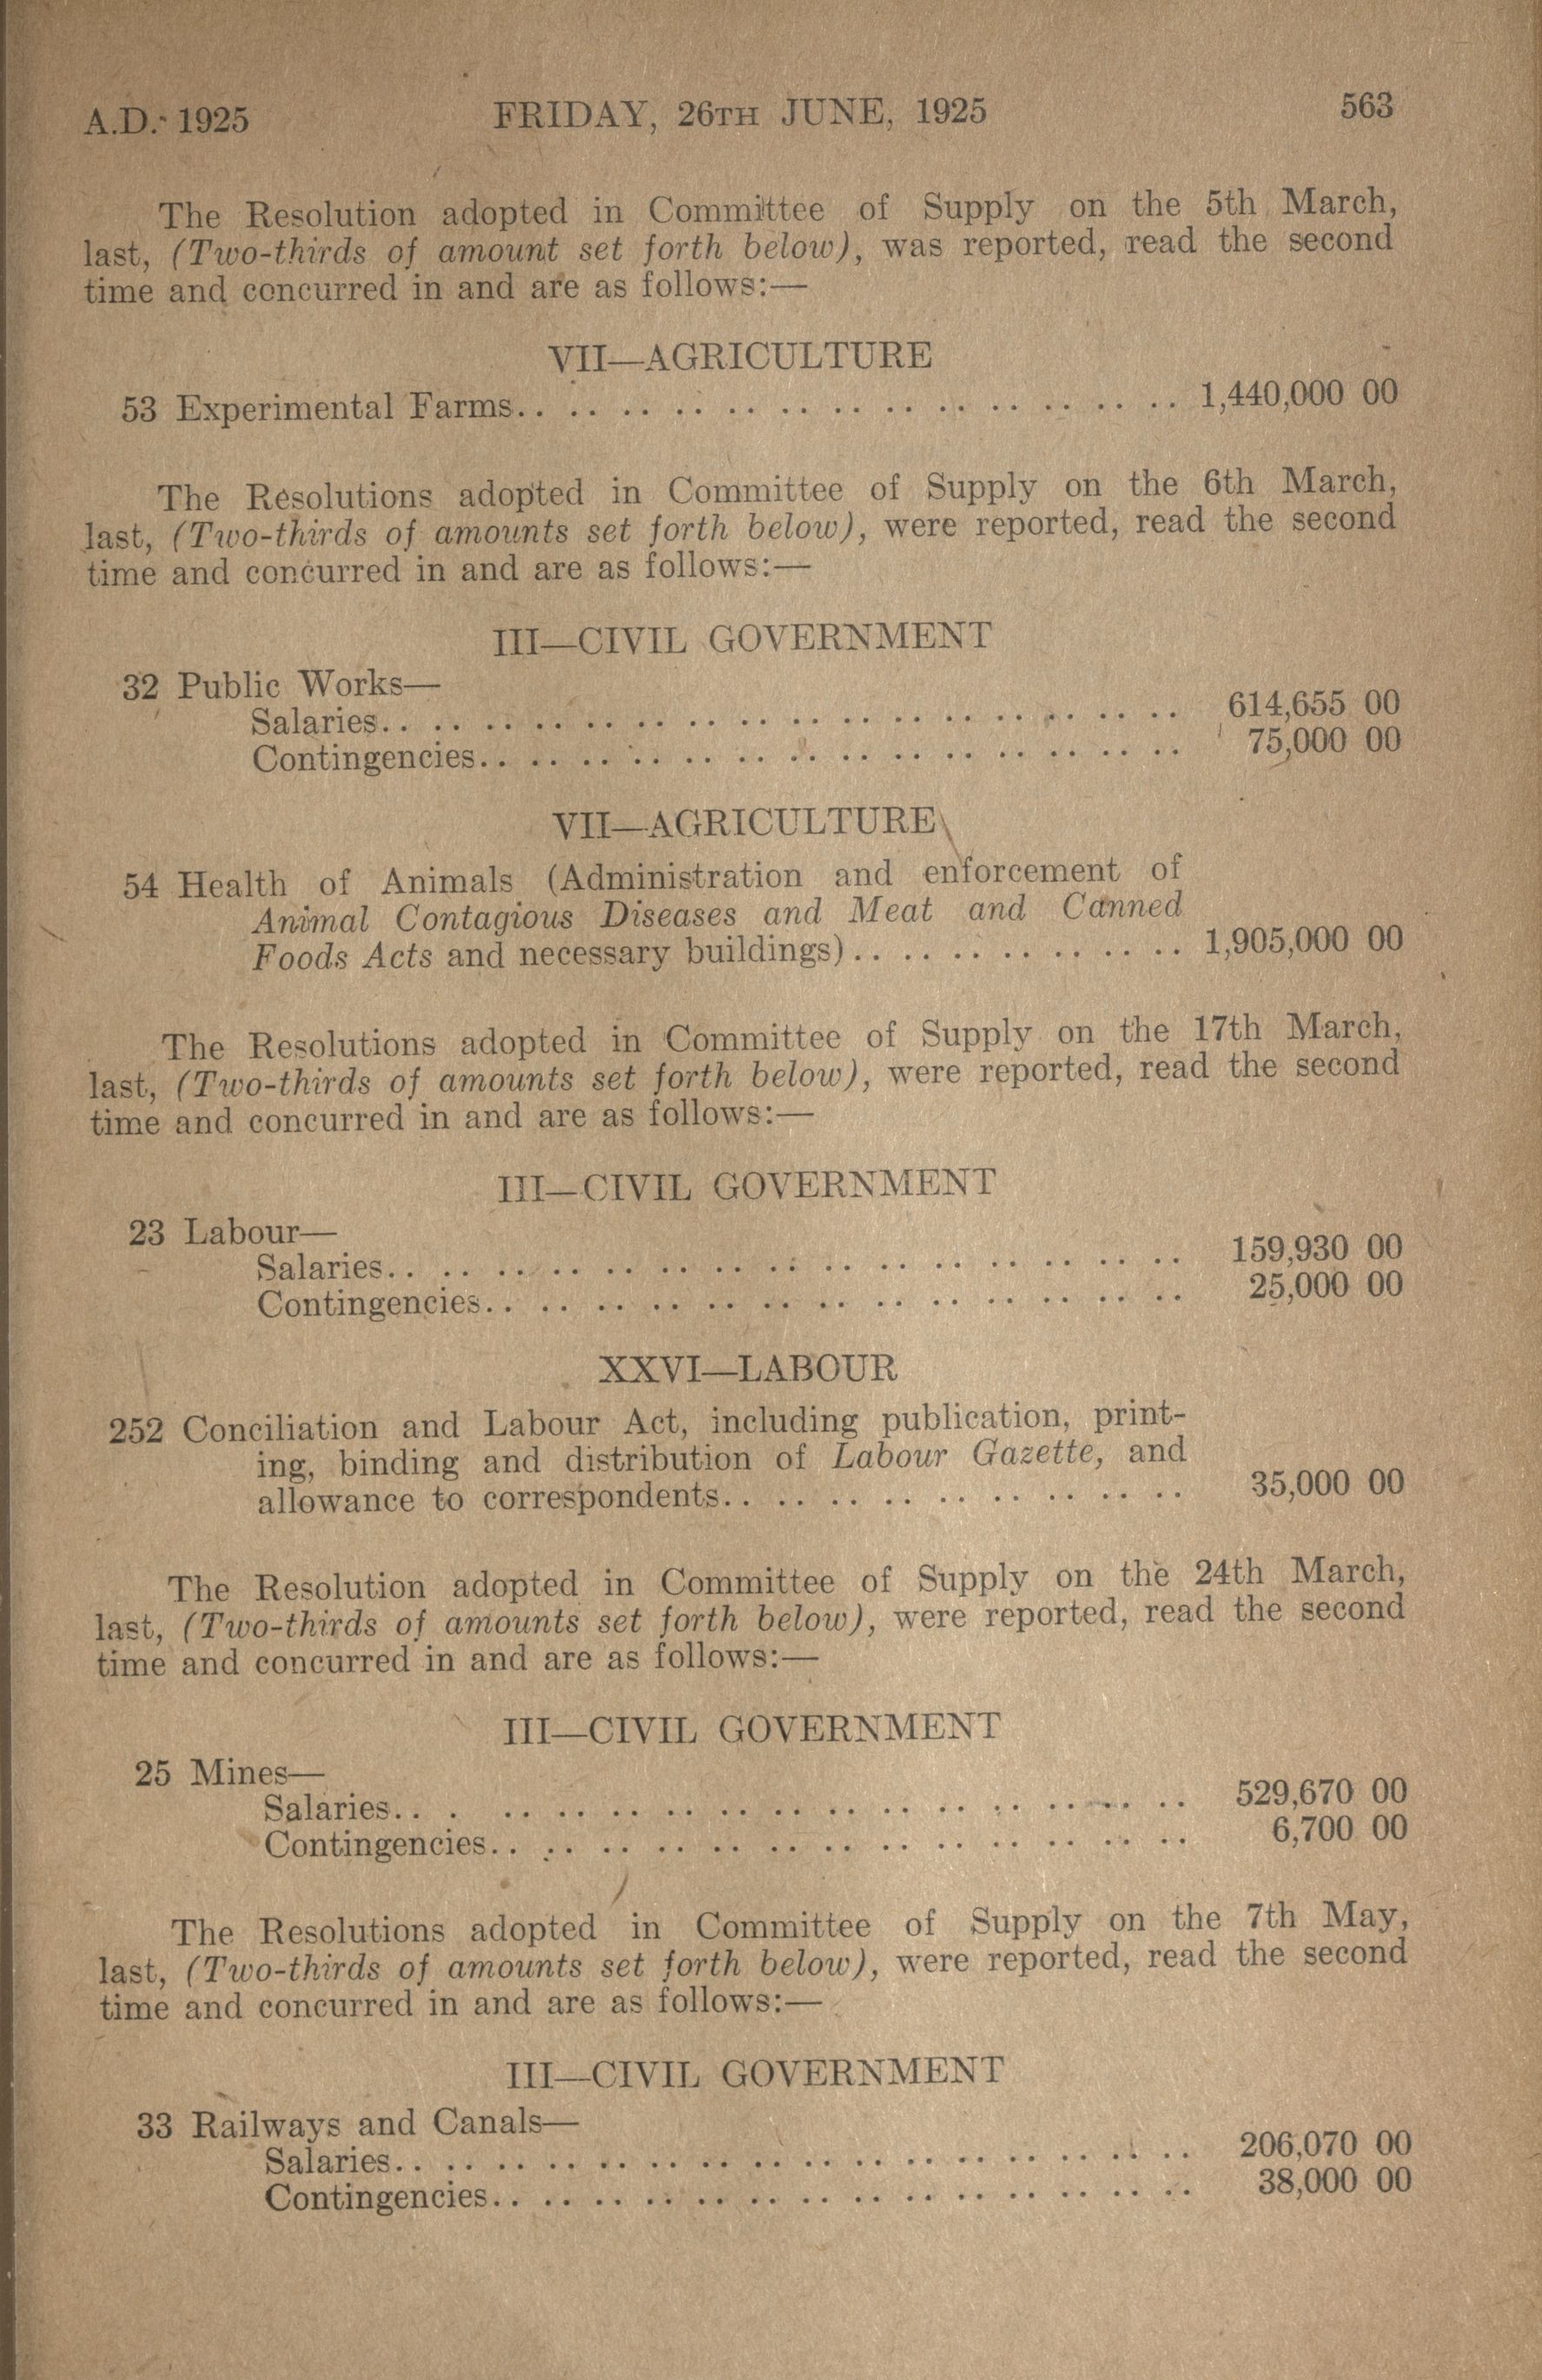 A.D. 1925 FRIDAY, 26TH JUNE, 1925 563
The Resolution adopted in Committee of Supply on the 5th March,
last, (Two-thirds of amount set forth below), was reported, read the second
time and concurred in and are as follows:—
VII—AGRICULTURE
53 Experimental Farms.. .. .. .. .. .. .. .. .. .. .. .. .. 1,440,000 00
The Resolutions adopted in Committee of Supply on the 6th March,
last, (Two-thirds of amounts set forth below), were reported, read the second
time and concurred in and are as follows:—
III—CIVIL GOVERNMENT
32 Public Works—
Salaries.. .. .. .. .. .. .. .. .. .. .. .. .. .. .. .. 614,655 00
Contingencies.. .. .. .. .. .. .. .. .. .. .. .. .. .. 75,000 00
VII—AGRICULTURE
54 Health of Animals (Administration and enforcement of
Animal Contagious Diseases and Meat and Canned
Foods Acts and necessary buildings).. .. .. .. .. .. .. 1,905,000 00
The Resolutions adopted in Committee of Supply on the 17th March,
last, (Two-thirds of amounts set forth below), were reported, read the second
time and concurred in and are as follows:—
III—CIVIL GOVERNMENT
23 Labour—
Salaries.. .. .. .. .. .. .. .. .. .. .. .. .. .. .. 159,930 00
Contingencies.. .. .. .. .. .. .. .. .. .. .. .. .. 25,000 00
XXVI—LABOUR
252 Conciliation and Labour Act, including publication, print-
ing, binding and distribution of Labour Gazette, and
allowance to correspondents.. .. .. .. .. .. .. .. .. 35,000 00
The Resolution adopted in Committee of Supply on the 24th March,
last, (Two-thirds of amounts set forth below), were reported, read the second
time and concurred in and are as follows:—
III—CIVIL GOVERNMENT
25 Mines—
Salaries.. . .. .. .. .. .. .. .. .. .. .. .. .. .. 529,670 00
Contingencies.. .. .. .. .. .. .. .. .. .. .. .. .. 6,700 00
The Resolutions adopted in Committee of Supply on the 7th May,
last, (Two-thirds of amounts set forth below), were reported, read the second
time and concurred in and are as follows:—
III—CIVIL GOVERNMENT
33 Railways and Canals—
Salaries.. .. .. .. .. .. .. .. .. .. .. .. .. .. .. .. 206,070 00
Contingencies.. .. .. .. .. .. .. .. .. .. .. .. .. .. 38,000 00